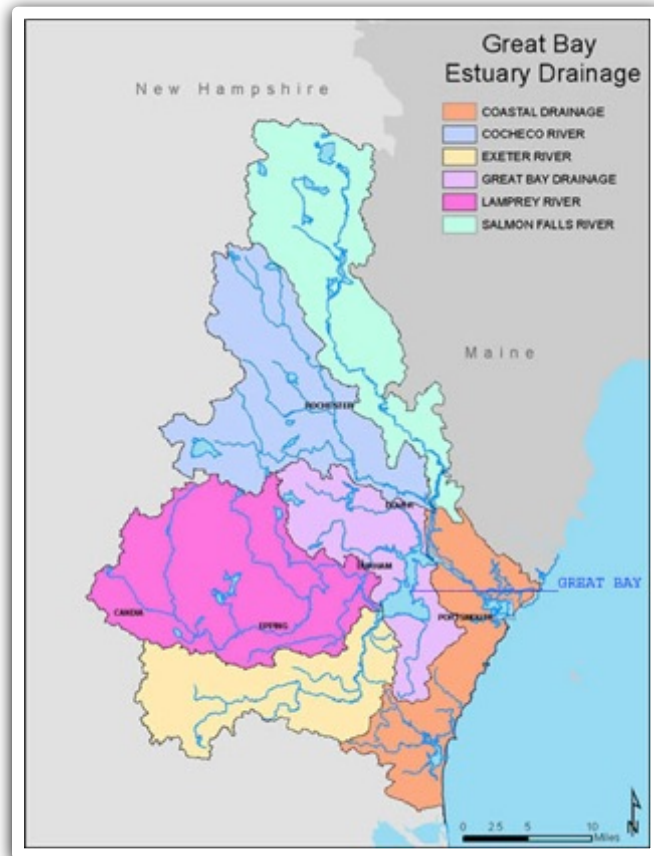 Great Bay
Estuary Drainage
New Hampshire
COASTAL DRAINAGE
COCHECO RIVER
EXETER RIVER
GREAT BAY DRAINAGE
LAMPREY RIVER
SALMON FALLS RIVER
Maine
ROCHESTER
DOVER
DURHAM
GREAT BAY
CANDIA
EPPING
PORTSMOUTH
N
0 2.5 5 10
Miles